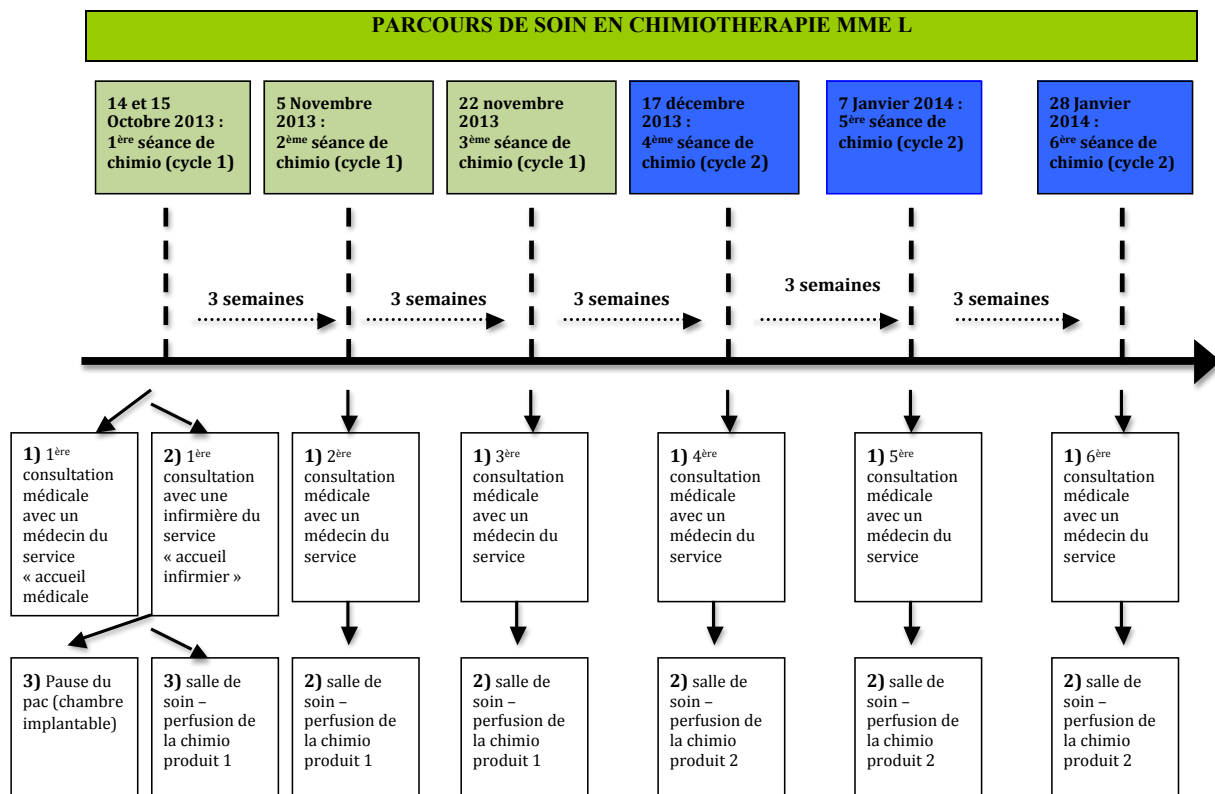 PARCOURS DE SOIN EN CHIMIOTHERAPIE MME L
14 et 15
Octobre 2013 :
1ère séance de
chimio (cycle 1)
5 Novembre
2013 :
2ème séance de
chimio (cycle 1)
22 novembre
2013
3ème séance de
chimio (cycle 1)
17 décembre
2013 :
4ème séance de
chimio (cycle 2)
7 Janvier 2014 :
5ère séance de
chimio (cycle 2)
28 Janvier
2014 :
6ère séance de
chimio (cycle 2)
3 semaines
3 semaines
3 semaines
3 semaines
3 semaines
1) 1ère
consultation
médicale
avec un
médecin du
service
« accueil
médicale
2) 1ère
consultation
avec une
infirmière du
service
« accueil
infirmier »
1) 2ère
consultation
médicale
avec un
médecin du
service
1) 3ère
consultation
médicale
avec un
médecin du
service
1) 4ère
consultation
médicale
avec un
médecin du
service
1) 5ère
consultation
médicale
avec un
médecin du
service
1) 6ère
consultation
médicale
avec un
médecin du
service
3) Pause du
pac (chambre
implantable)
3) salle de
soin –
perfusion de
la chimio
produit 1
2) salle de
soin –
perfusion de
la chimio
produit 1
2) salle de
soin –
perfusion de
la chimio
produit 1
2) salle de
soin –
perfusion de
la chimio
produit 2
2) salle de
soin –
perfusion de
la chimio
produit 2
2) salle de
soin –
perfusion de
la chimio
produit 2